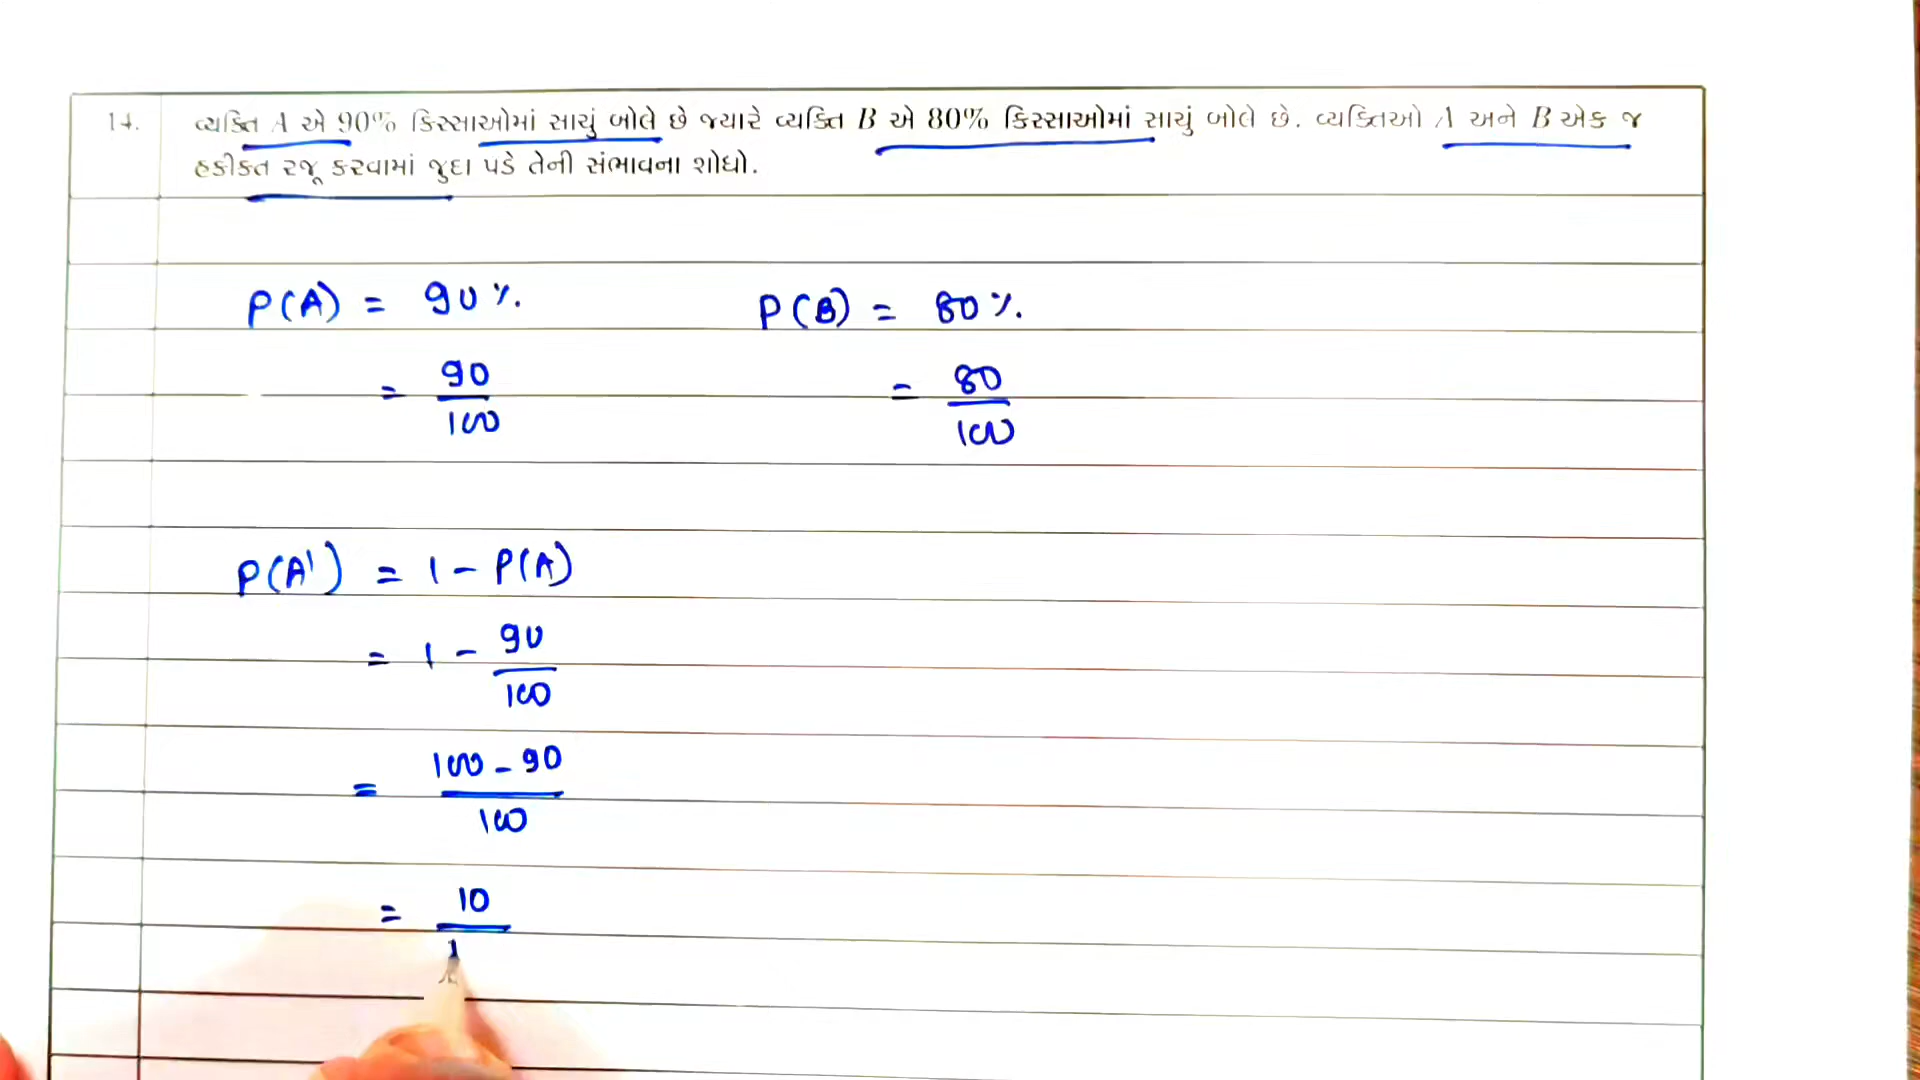 14. વ્યક્તિ A એ 90% કિસ્સાઓમાં સાચું બોલે છે જ્યારે વ્યક્તિ B એ 80% કિસ્સાઓમાં સાચું બોલે છે. વ્યક્તિઓ A અને B એક જ
હકીકત રજૂ કરવામાં જુદા પડે તેની સંભાવના શોધો.
P(A) = 90%. P(B) = 80%.
= 90/100 = 80/100
P(A') = 1 - P(A)
= 1 - 90/100
= 100 - 90/100
= 10/1